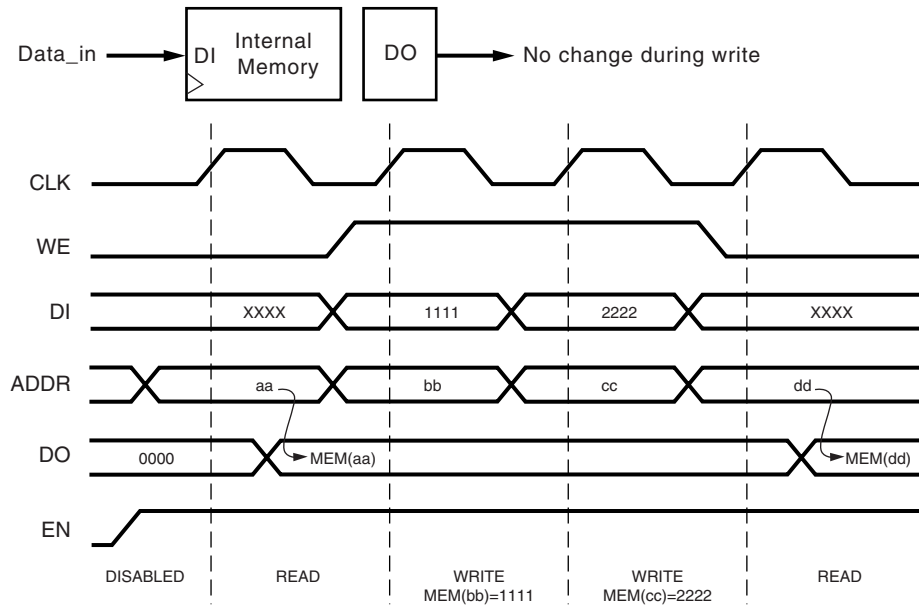 Data_in
DI
Internal
Memory
DO
No change during write
CLK
WE
DI
XXXX
1111
2222
XXXX
ADDR
aa
bb
cc
dd
DO
0000
MEM(aa)
MEM(dd)
EN
DISABLED
READ
WRITE
MEM(bb)=1111
WRITE
MEM(cc)=2222
READ